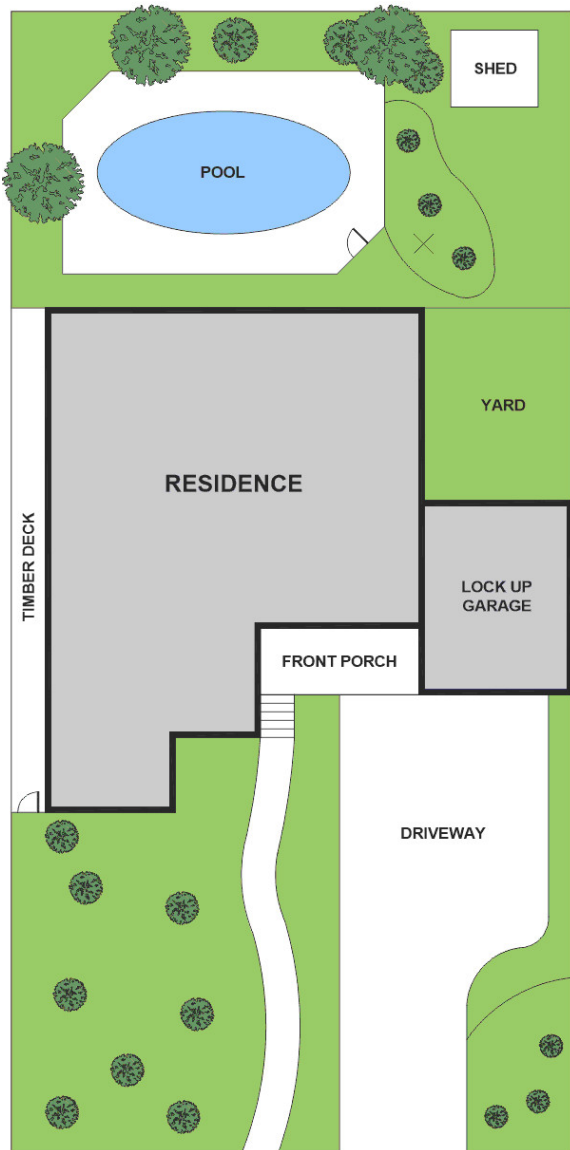 SHED
POOL
YARD
RESIDENCE
TIMBER DECK
LOCK UP
GARAGE
FRONT PORCH
DRIVEWAY